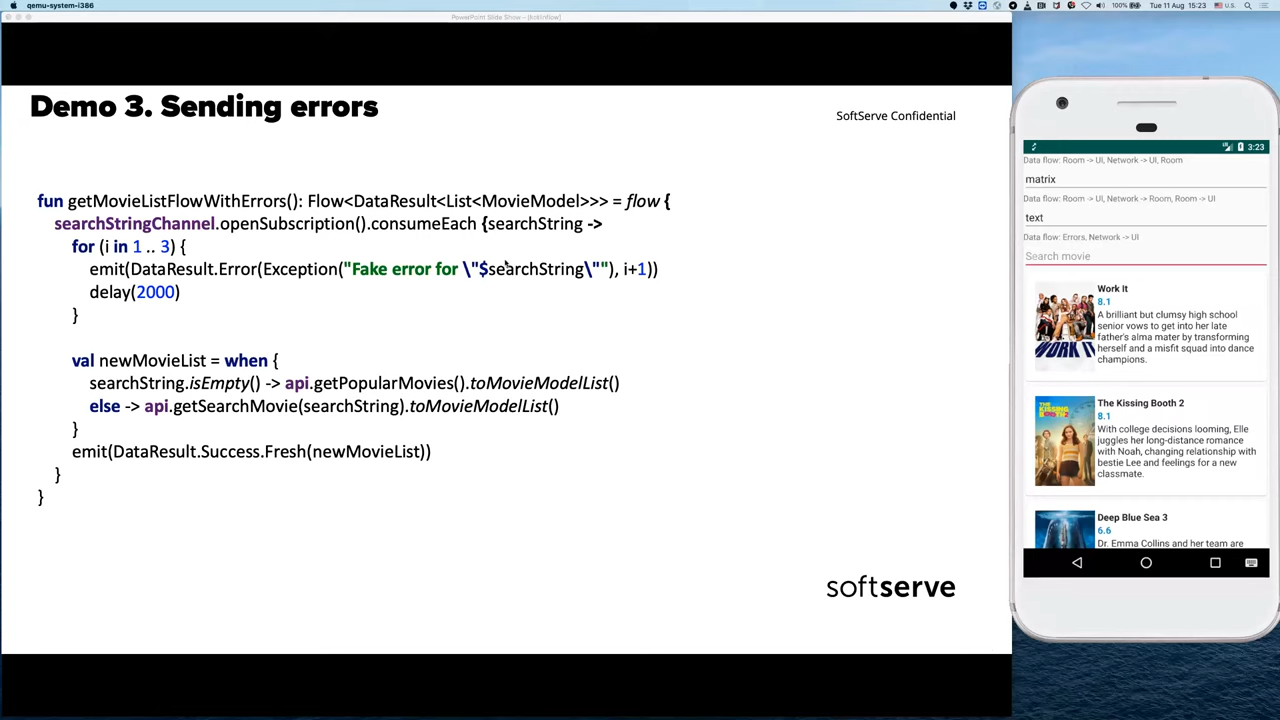 qemu-system-i386
100%
Tue 11 Aug 15:23
U.S.
PowerPoint Slide Show - [kotlinflow]
Demo 3. Sending errors
SoftServe Confidential
fun getMovieListFlowWithErrors(): Flow<DataResult<List<MovieModel>>> = flow {
searchStringChannel.openSubscription().consumeEach {searchString ->
for (i in 1 .. 3) {
emit(DataResult.Error(Exception("Fake error for \"$searchString\""), i+1))
delay(2000)
}
val newMovieList = when {
searchString.isEmpty() -> api.getPopularMovies().toMovieModelList()
else -> api.getSearchMovie(searchString).toMovieModelList()
}
emit(DataResult.Success.Fresh(newMovieList))
}
}
softserve
3:23
Data flow: Room -> UI, Network -> UI, Room
matrix
Data flow: Room -> UI, Network -> Room, Room -> UI
text
Data flow: Errors, Network -> UI
Search movie
WORK IT
Work It
8.1
A brilliant but clumsy high school
senior vows to get into her late
father's alma mater by transforming
herself and a misfit squad into dance
champions.
The Kissing Booth 2
8.1
With college decisions looming, Elle
juggles her long-distance romance
with Noah, changing relationship with
bestie Lee and feelings for a new
classmate.
Deep Blue Sea 3
6.6
Dr. Emma Collins and her team are